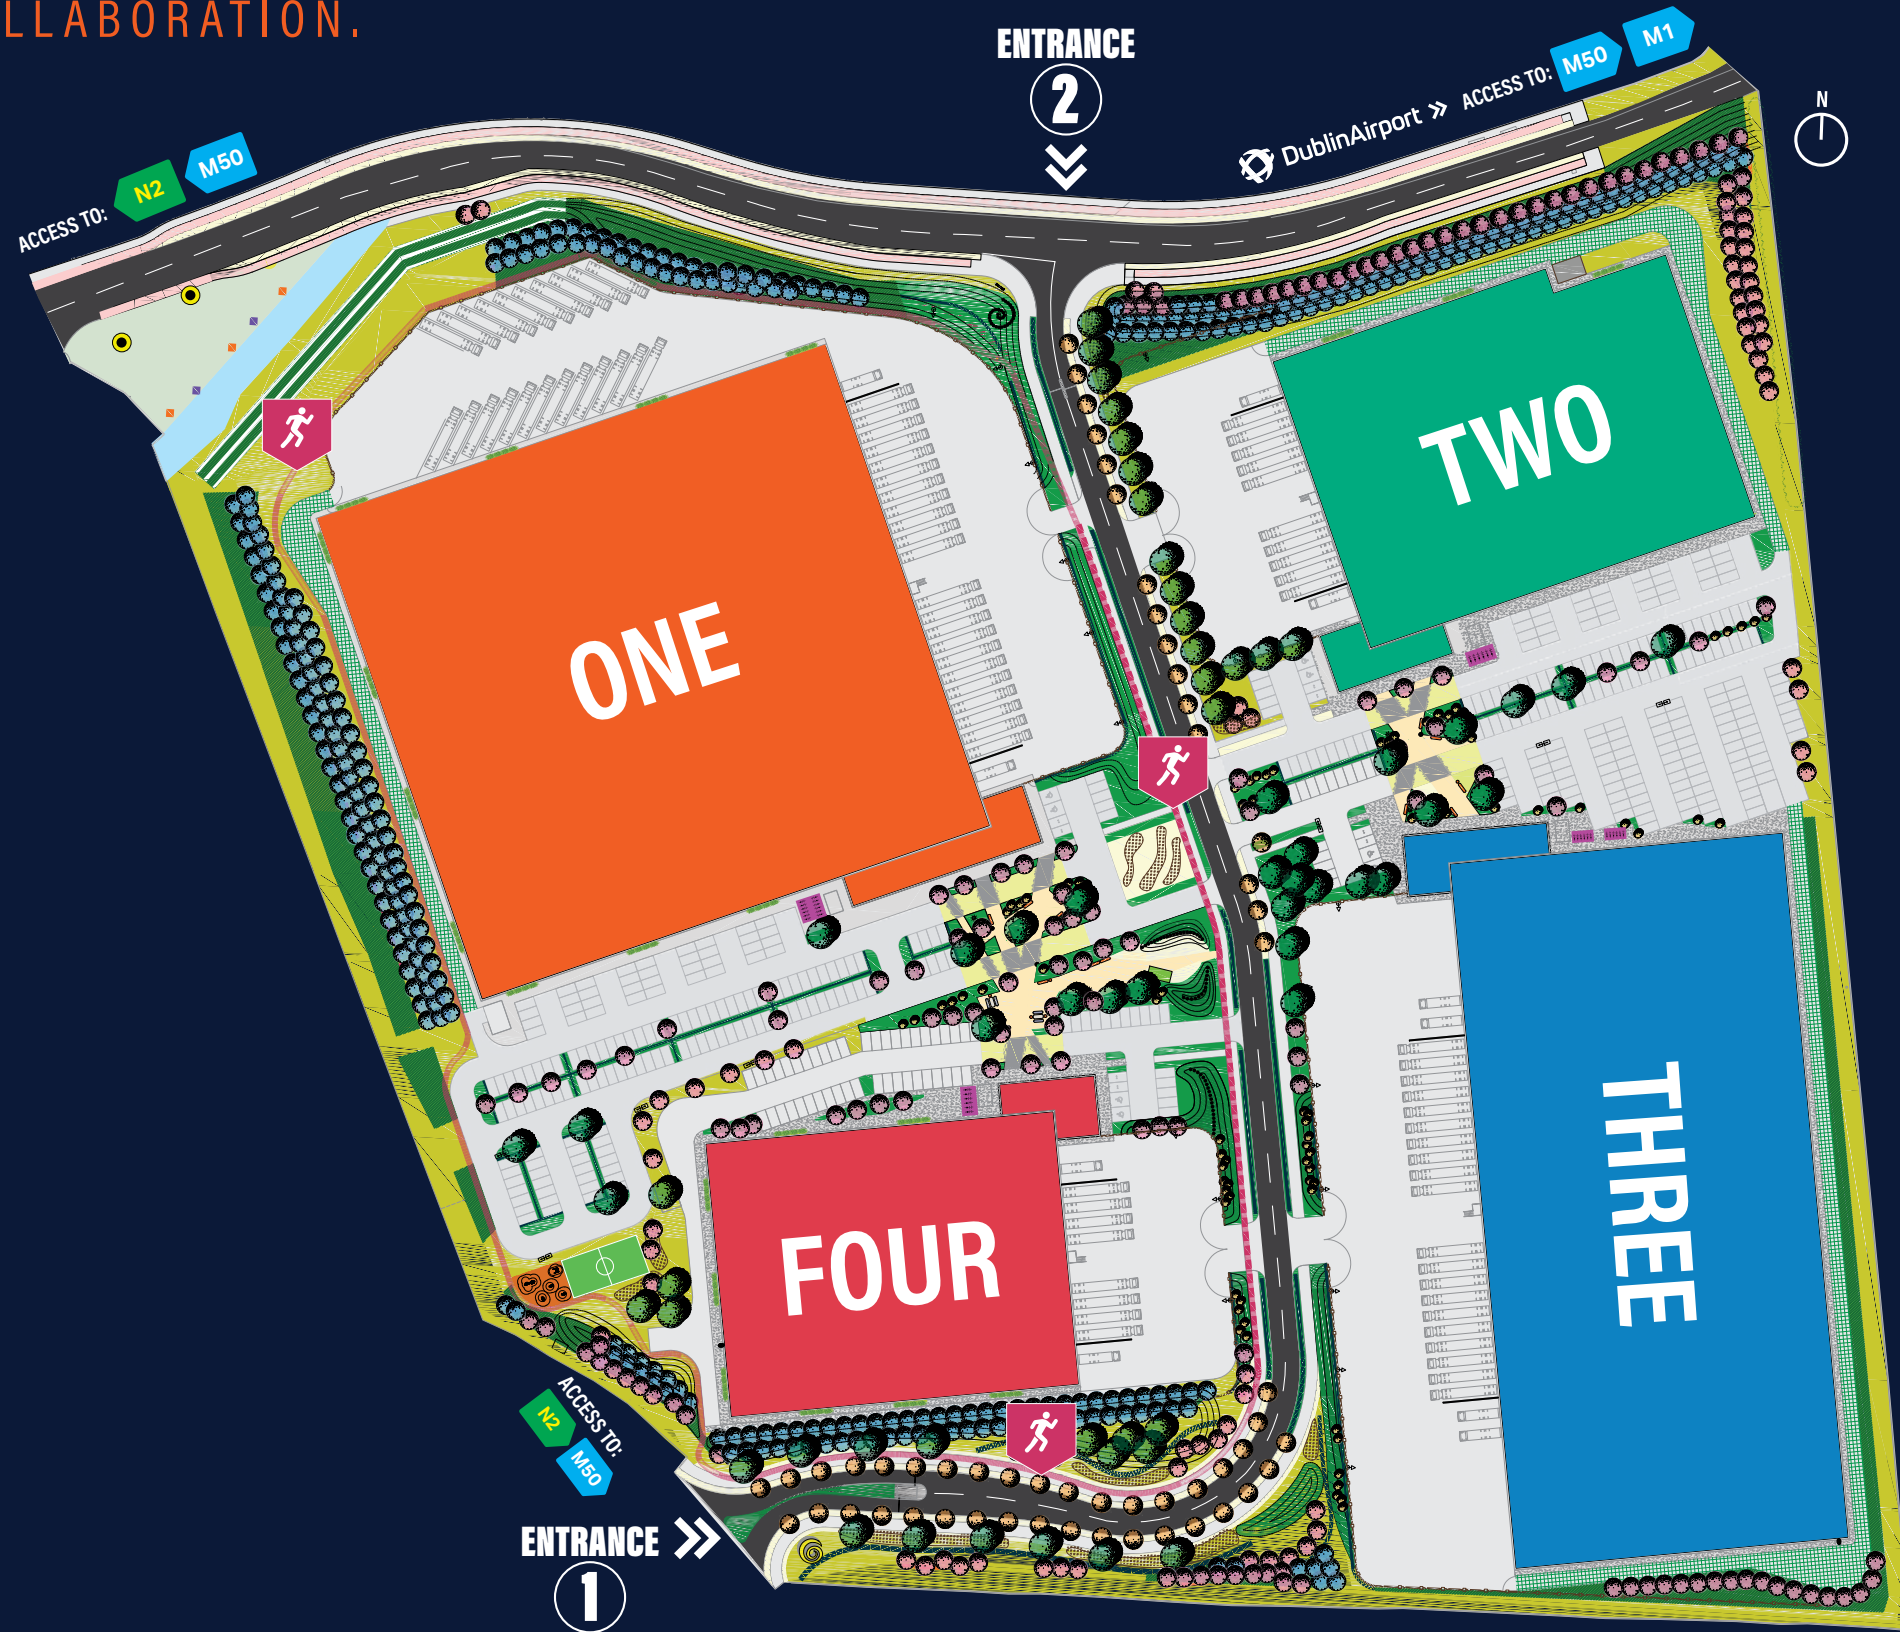 LLABORATION.
ENTRANCE
2
DublinAirport »
ACCESS TO:
M50
M1
N
ACCESS TO:
N2
M50
ONE
TWO
THREE
FOUR
ACCESS TO:
N2
M50
ENTRANCE
1